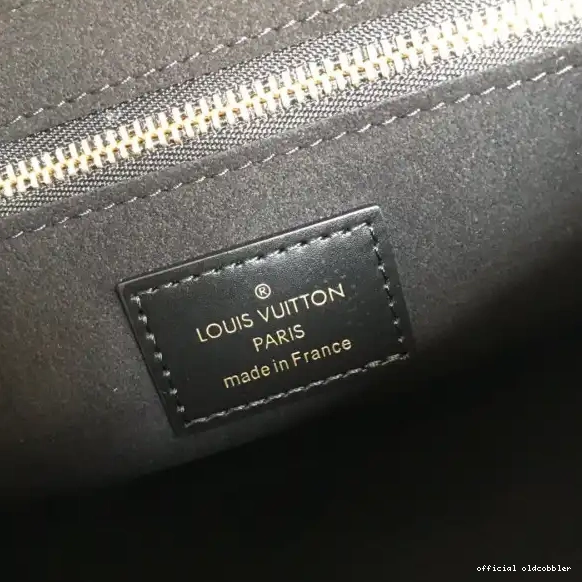 ®
LOUIS VUITTON
PARIS
made in France
official oldcobbler